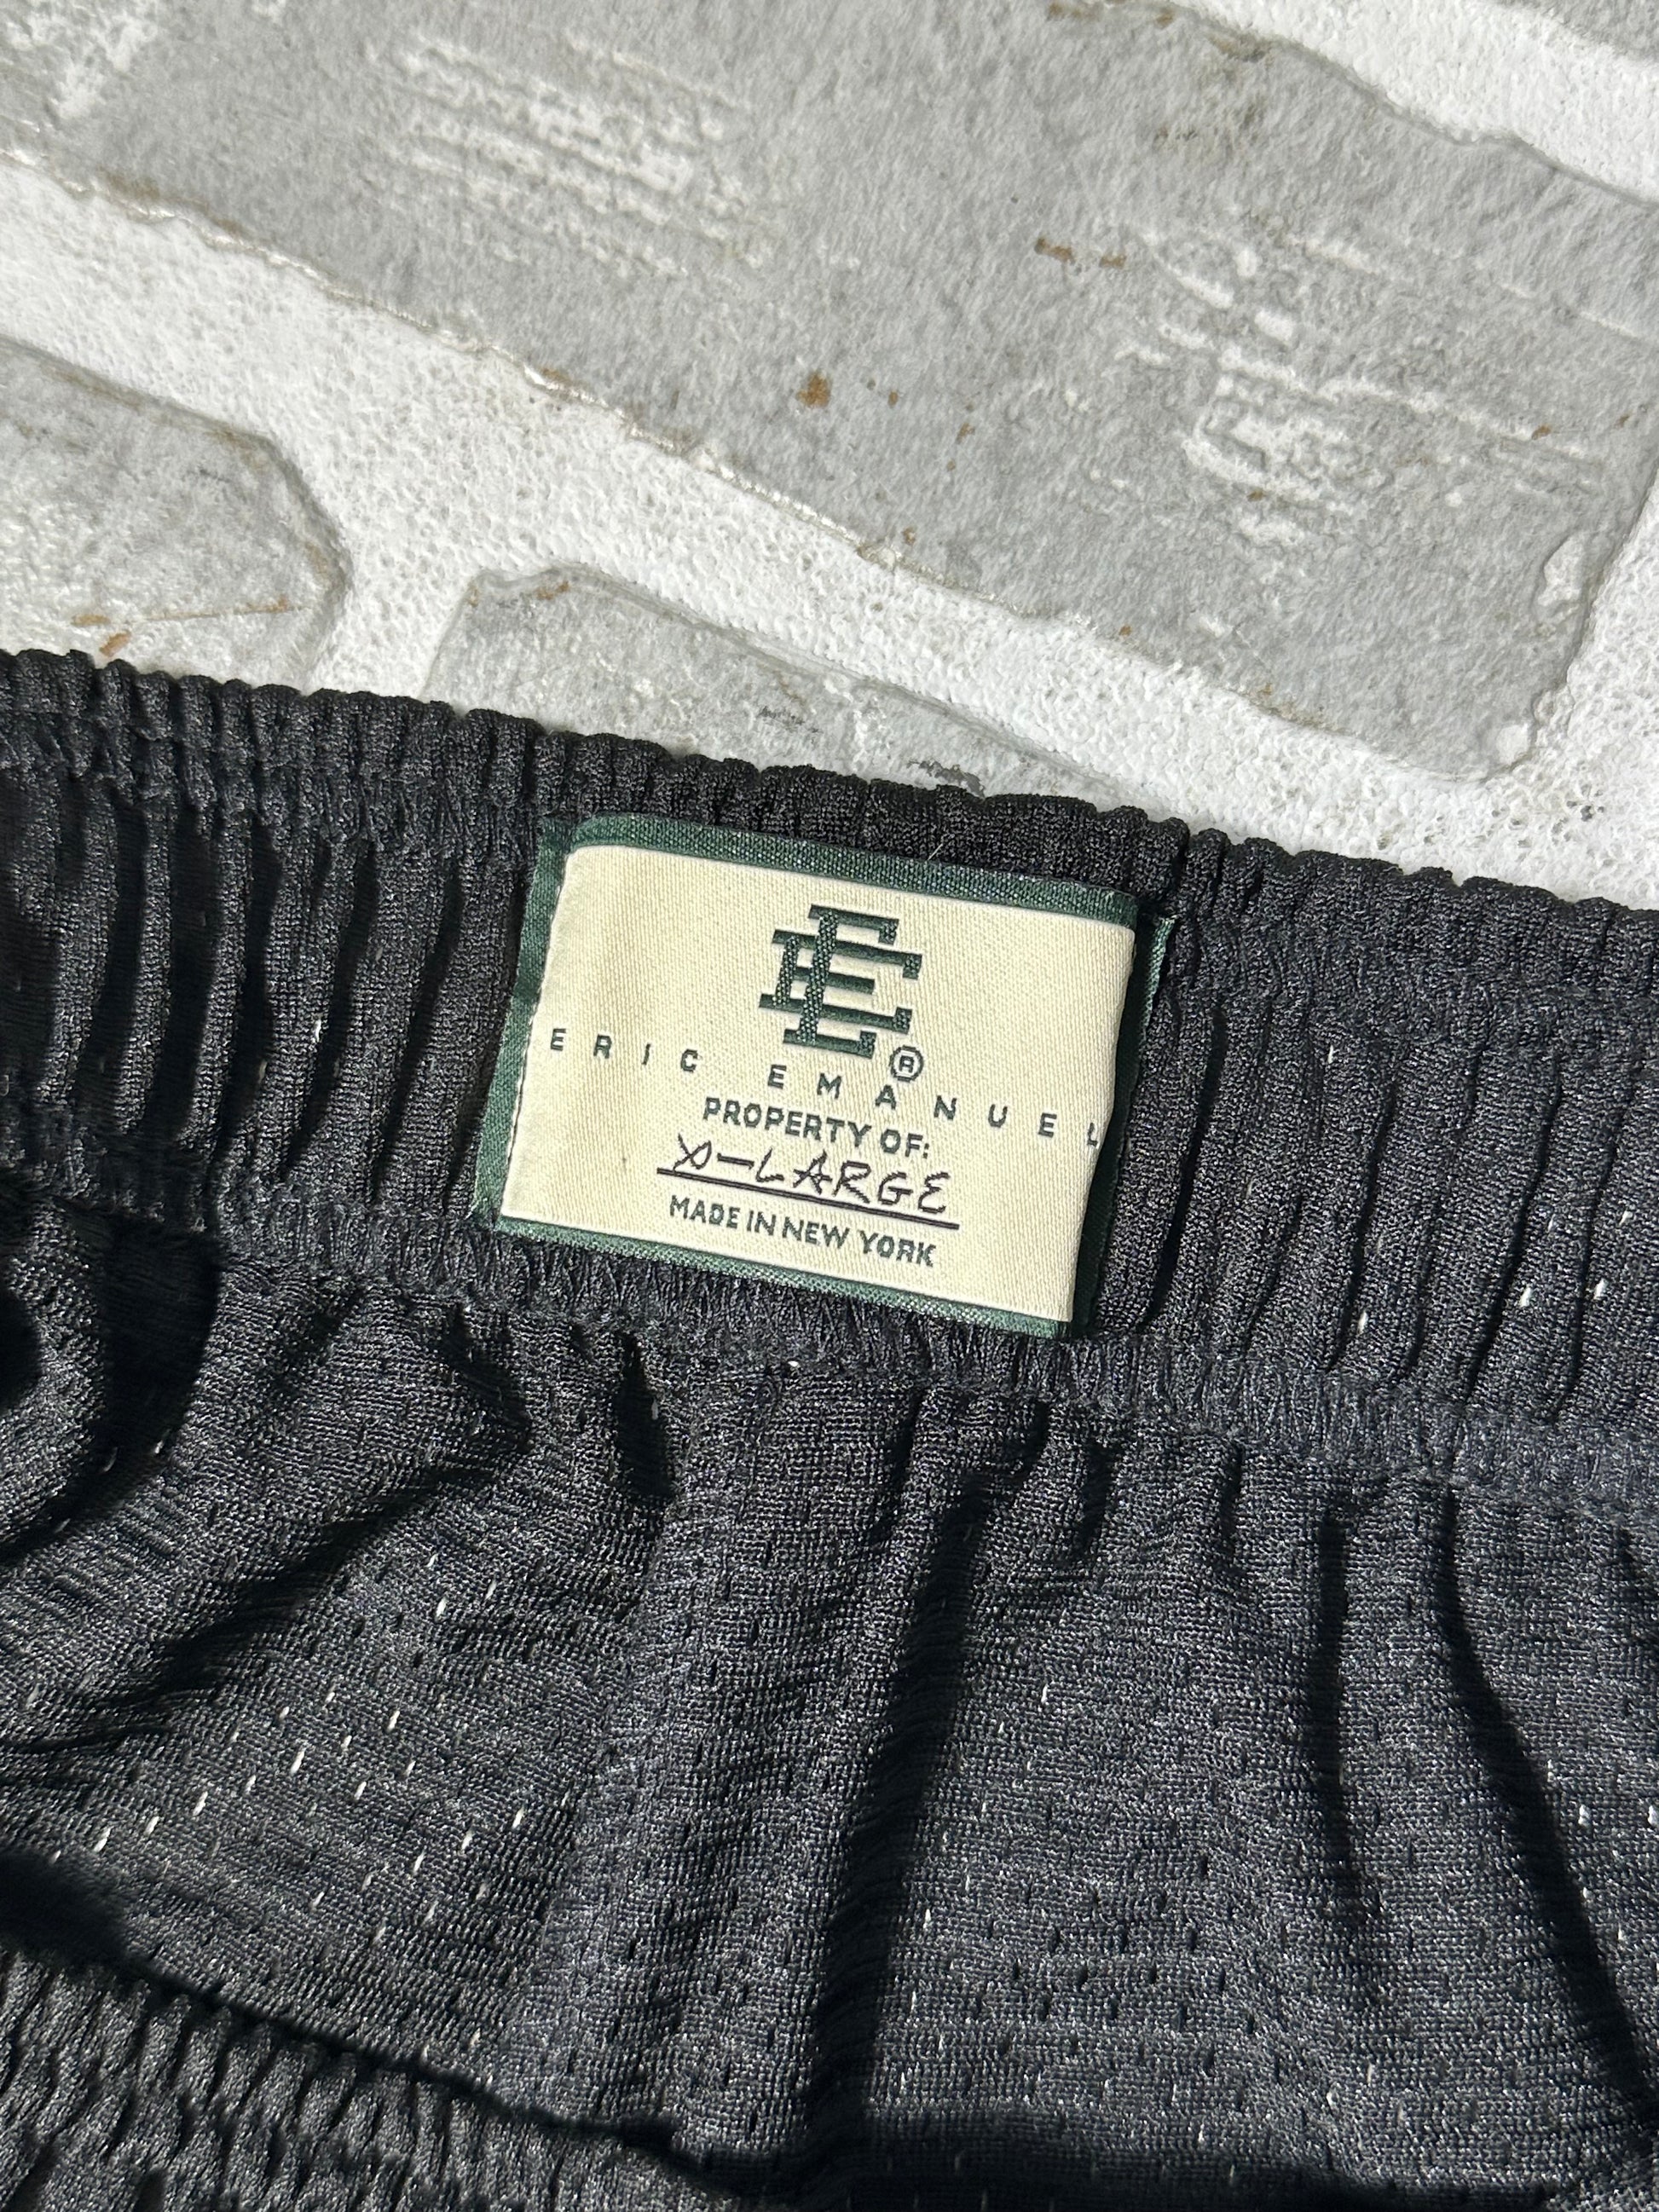 EE®
ERIC EMANUEL
PROPERTY OF:
X-LARGE
MADE IN NEW YORK